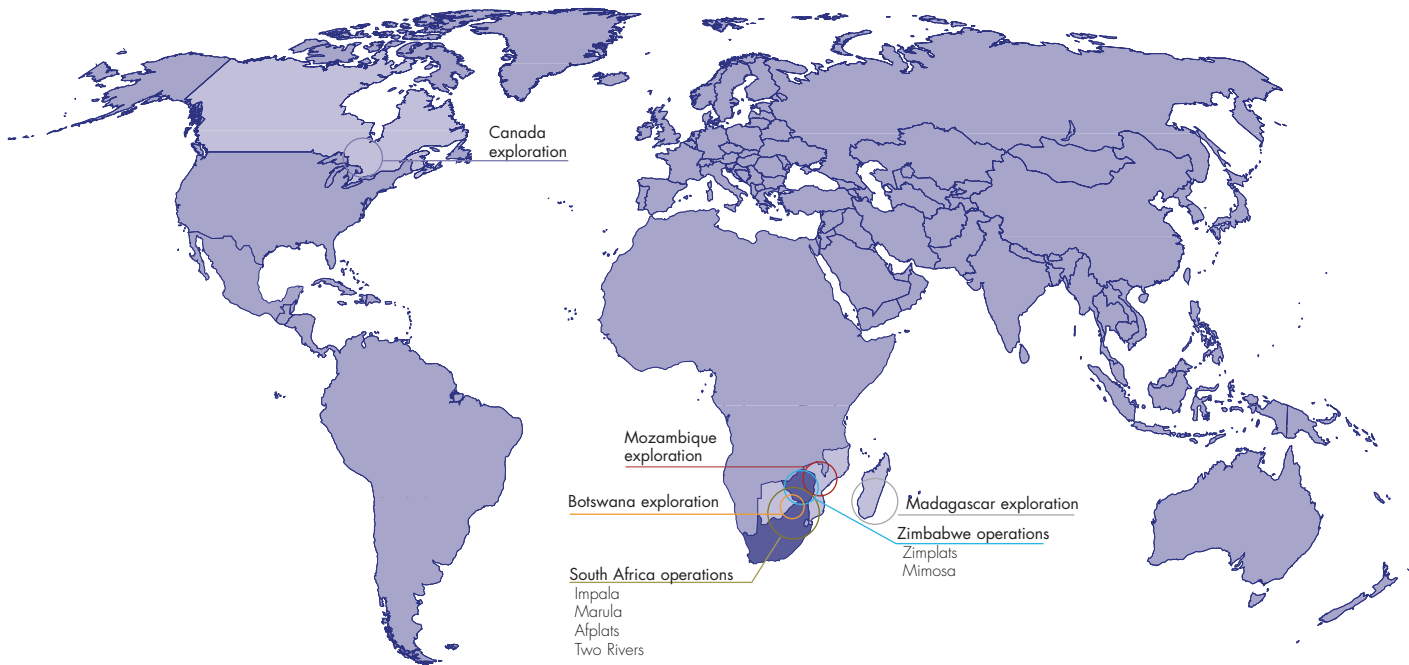 Canada
exploration
Mozambique
exploration
Botswana exploration
Madagascar exploration
Zimbabwe operations
Zimplats
Mimosa
South Africa operations
Impala
Marula
Afplats
Two Rivers